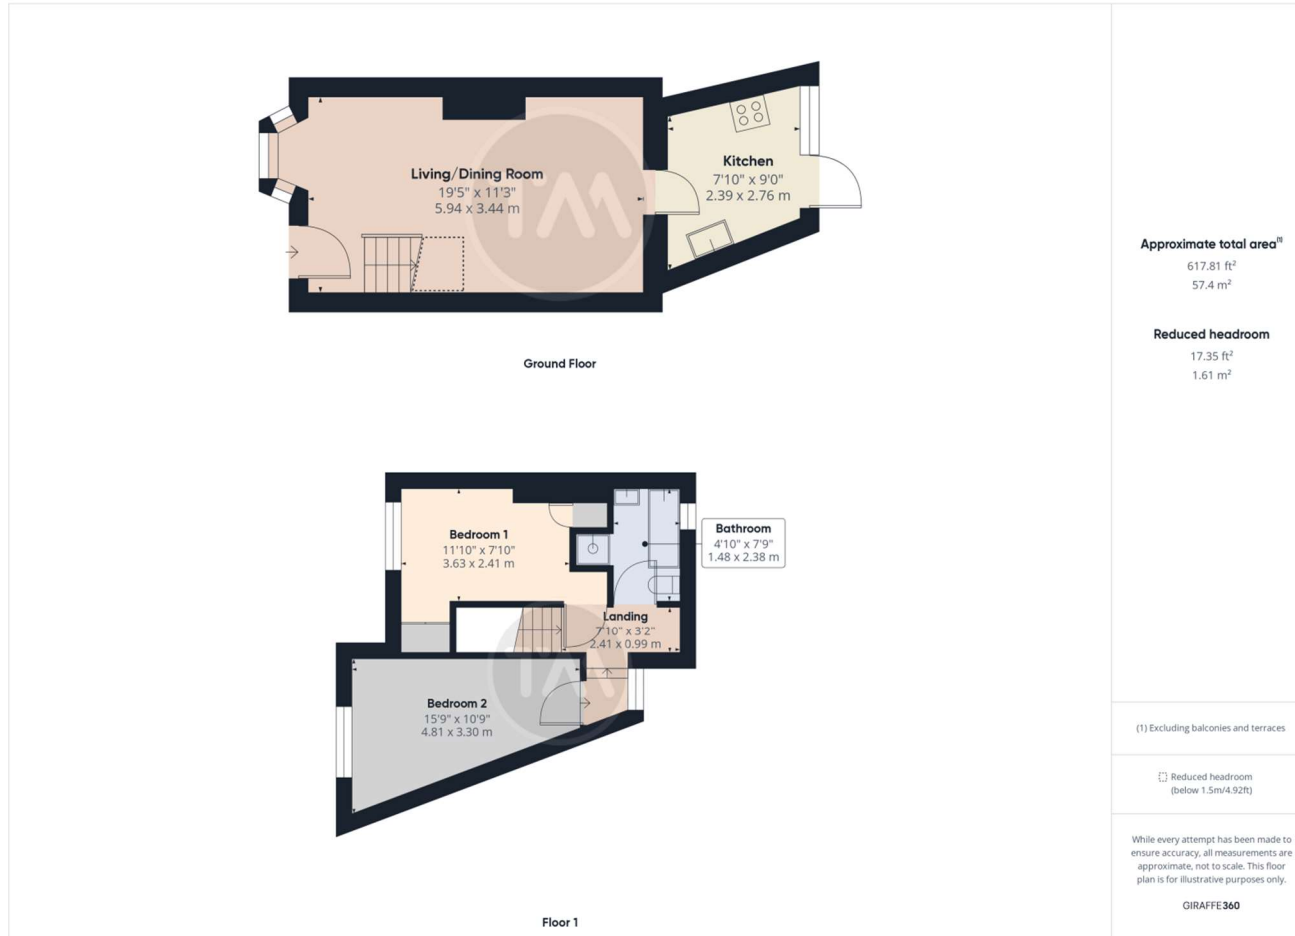 Living/Dining Room
19'5" x 11'3"
5.94 x 3.44 m
Kitchen
7'10" x 9'0"
2.39 x 2.76 m
Ground Floor
Bedroom 1
11'10" x 7'10"
3.63 x 2.41 m
Bathroom
4'10" x 7'9"
1.48 x 2.38 m
Landing
7'10" x 3'2"
2.41 x 0.99 m
Bedroom 2
15'9" x 10'9"
4.81 x 3.30 m
Floor 1
Approximate total area⁽¹⁾
617.81 ft²
57.4 m²
Reduced headroom
17.35 ft²
1.61 m²
(1) Excluding balconies and terraces
Reduced headroom
(below 1.5m/4.92ft)
While every attempt has been made to
ensure accuracy, all measurements are
approximate, not to scale. This floor
plan is for illustrative purposes only.
GIRAFFE360